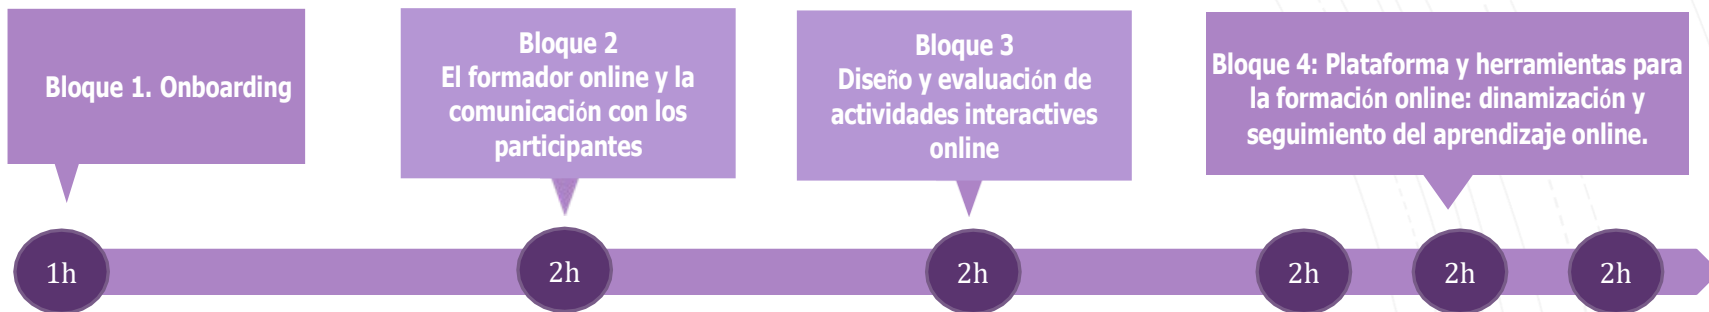 Bloque 1. Onboarding
Bloque 2
El formador online y la
comunicación con los
participantes
Bloque 3
Diseño y evaluación de
actividades interactives
online
Bloque 4: Plataforma y herramientas para
la formación online: dinamización y
seguimiento del aprendizaje online.
1h
2h
2h
2h
2h
2h